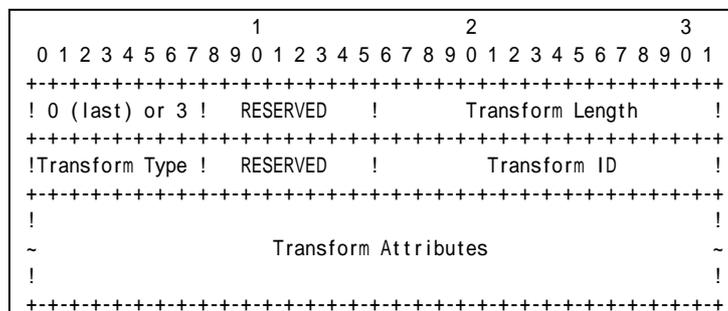 1                   2                   3
 0 1 2 3 4 5 6 7 8 9 0 1 2 3 4 5 6 7 8 9 0 1 2 3 4 5 6 7 8 9 0 1
+-+-+-+-+-+-+-+-+-+-+-+-+-+-+-+-+-+-+-+-+-+-+-+-+-+-+-+-+-+-+-+-+
! 0 (last) or 3 !   RESERVED    !        Transform Length       !
+-+-+-+-+-+-+-+-+-+-+-+-+-+-+-+-+-+-+-+-+-+-+-+-+-+-+-+-+-+-+-+-+
!Transform Type !   RESERVED    !          Transform ID         !
+-+-+-+-+-+-+-+-+-+-+-+-+-+-+-+-+-+-+-+-+-+-+-+-+-+-+-+-+-+-+-+-+
!                                                               !
~                      Transform Attributes                     ~
!                                                               !
+-+-+-+-+-+-+-+-+-+-+-+-+-+-+-+-+-+-+-+-+-+-+-+-+-+-+-+-+-+-+-+-+